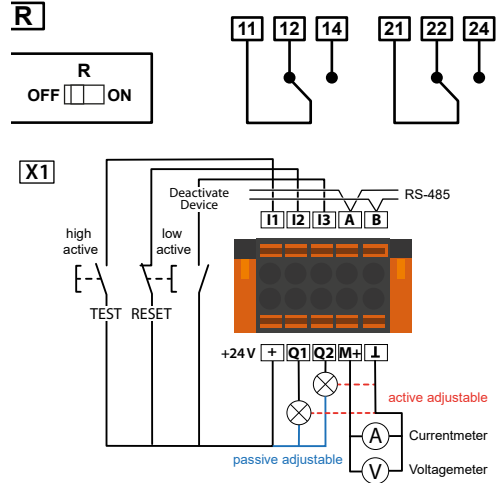 R
11 12 14 21 22 24
R
OFF ON
X1
Deactivate
Device
RS-485
I1 I2 I3 A B
high
active
low
active
TEST RESET
+24 V + Q1 Q2 M+ ⊥
active adjustable
passive adjustable
A Currentmeter
V Voltagemeter